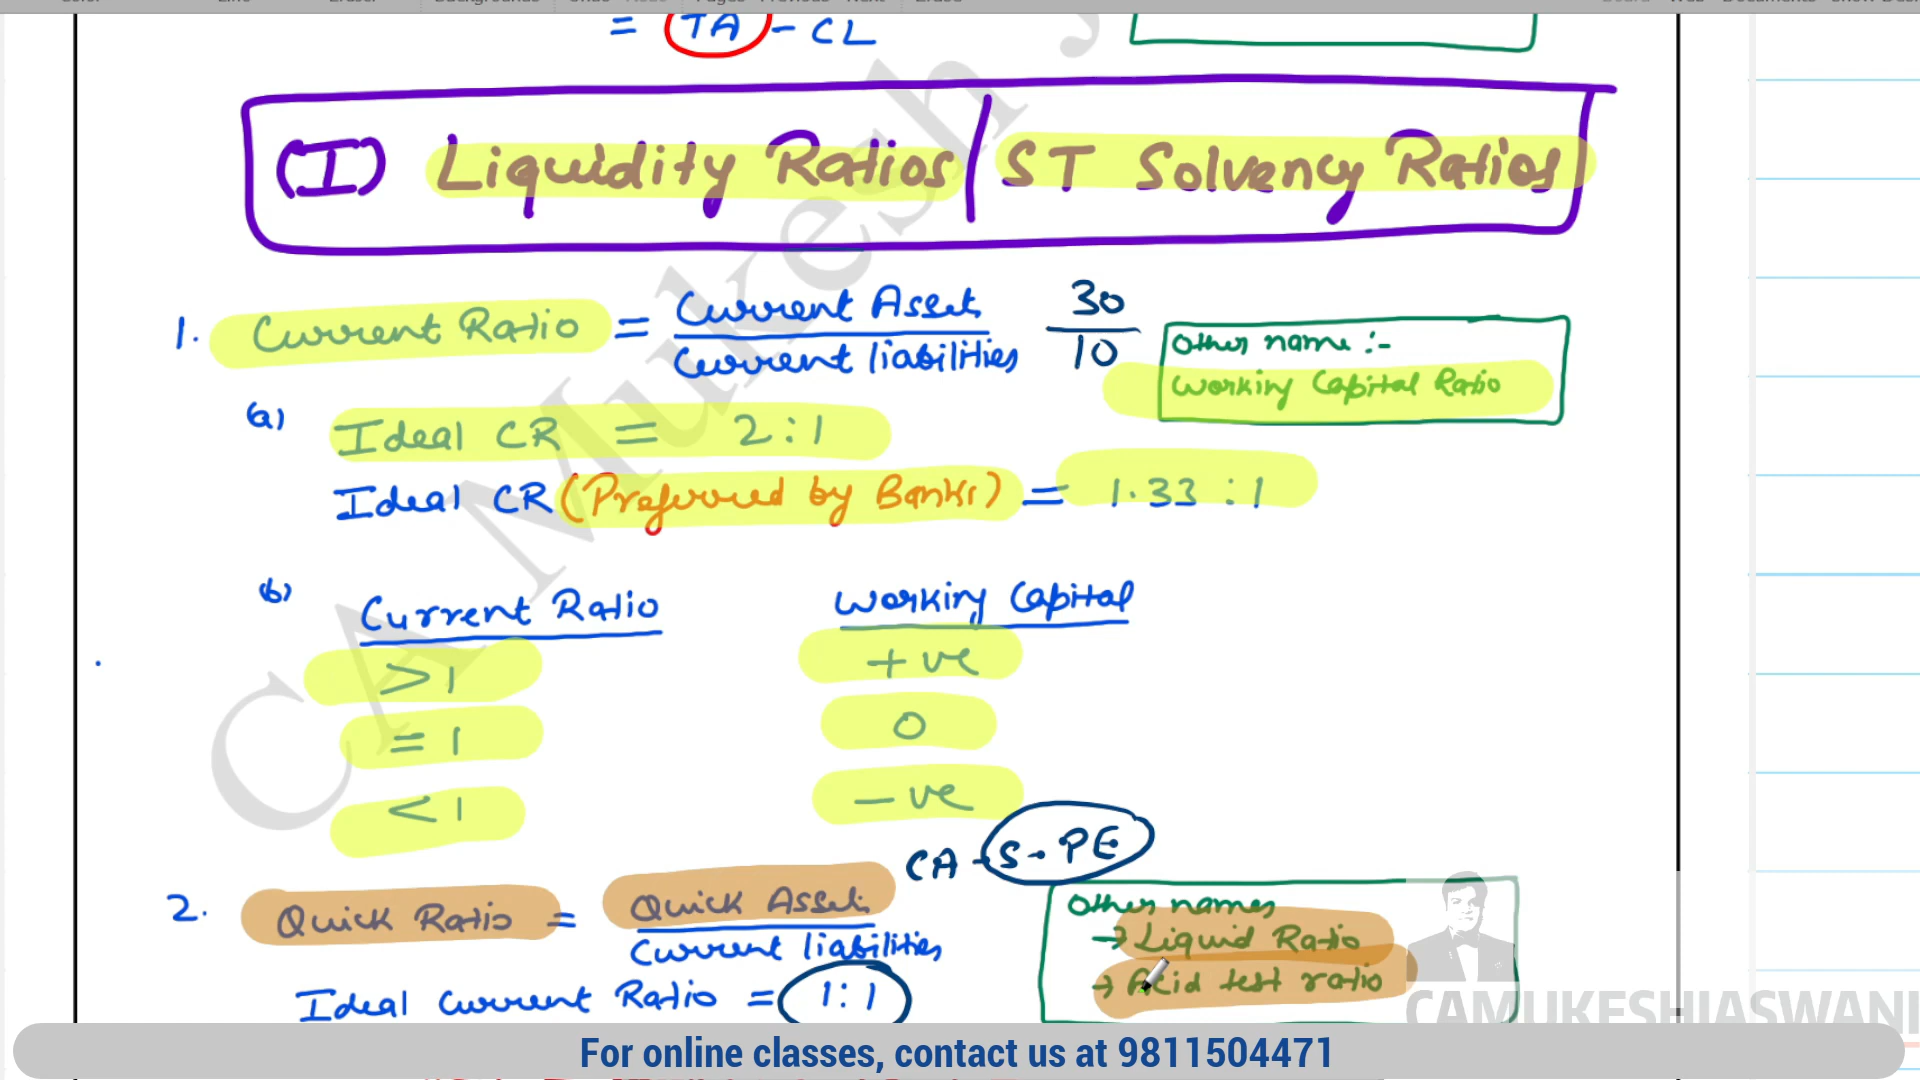 = TA - CL
(I) Liquidity Ratios | ST Solvency Ratios
1. Current Ratio = Current Assets / Current liabilities 30/10
Other name :-
Working Capital Ratio
(a) Ideal CR = 2 : 1
Ideal CR (Preferred by Banks) = 1.33 : 1
(b) Current Ratio Working Capital
> 1 + ve
= 1 0
< 1 - ve
CA - S - PE
2. Quick Ratio = Quick Assets / Current liabilities
Other names
→ Liquid Ratio
→ Acid test ratio
Ideal Current Ratio = 1 : 1
CA Mukesh
CAMUKESHJASWANI
For online classes, contact us at 9811504471